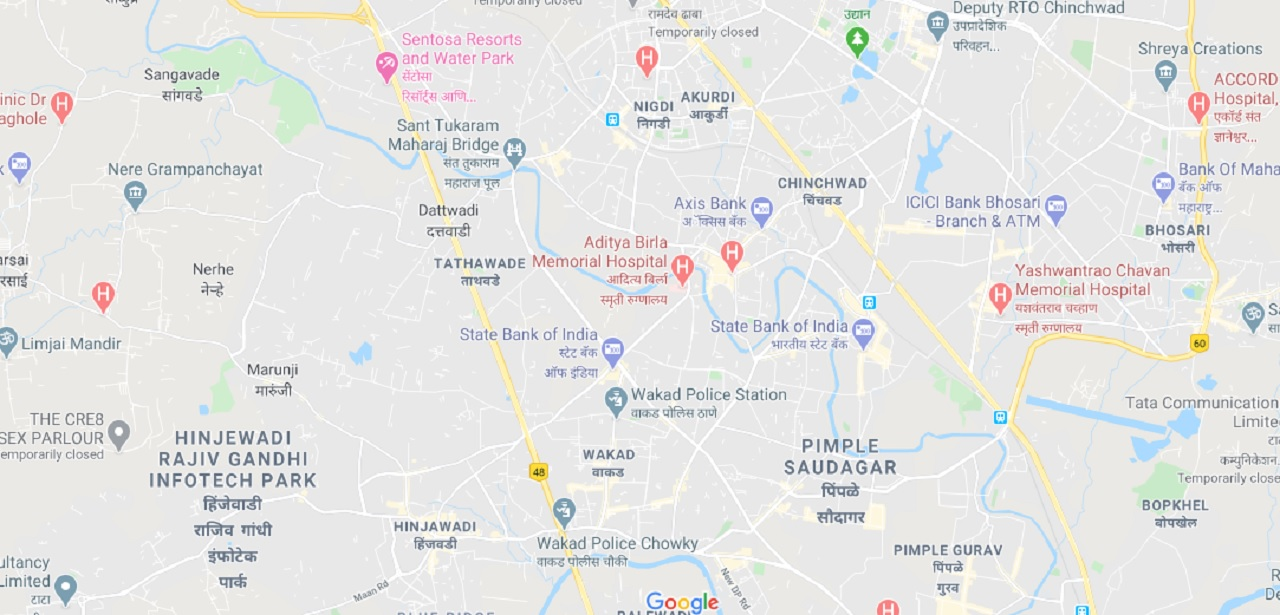 Temporarily closed
रामदेव ढाबा
Temporarily closed
उद्यान
Deputy RTO Chinchwad
उपप्रादेशिक
परिवहन...
Sentosa Resorts
and Water Park
सेंटोसा
रिसॉर्ट्स आणि...
Shreya Creations
Sangavade
सांगवडे
ACCORD
Hospital,
एकॉर्ड संत
ज्ञानेश्वर...
inic Dr
aghole
NIGDI
निगडी
AKURDI
आकुर्डी
Sant Tukaram
Maharaj Bridge
संत तुकाराम
महाराज पूल
Nere Grampanchayat
Bank Of Maha
बँक ऑफ
महाराष्ट्र...
CHINCHWAD
चिंचवड
Axis Bank
अॅक्सिस बँक
ICICI Bank Bhosari
- Branch & ATM
Dattwadi
दत्तवाडी
BHOSARI
भोसरी
Aditya Birla
Memorial Hospital
आदित्य बिर्ला
स्मृती रुग्णालय
TATHAWADE
ताथवडे
Nerhe
नेन्हे
Yashwantrao Chavan
Memorial Hospital
यशवंतराव चव्हाण
स्मृती रुग्णालय
State Bank of India
स्टेट बँक
ऑफ इंडिया
State Bank of India
भारतीय स्टेट बँक
60
Limjai Mandir
Marunji
मारुंजी
Wakad Police Station
वाकड पोलिस ठाणे
Tata Communication
Limite
THE CRE8
SEX PARLOUR
emporarily closed
HINJEWADI
RAJIV GANDHI
INFOTECH PARK
हिंजेवाडी
राजिव गांधी
इंफोटेक
पार्क
WAKAD
वाकड
48
PIMPLE
SAUDAGAR
पिंपळे
सौदागर
कम्युनिकेशन
Temporarily close
BOPKHEL
बोपखेल
HINJAWADI
हिंजवडी
Wakad Police Chowky
वाकड पोलीस चौकी
PIMPLE GURAV
पिंपळे
गुरव
ultancy
Limited
टाटा
Maan Rd
New DP Rd
Google